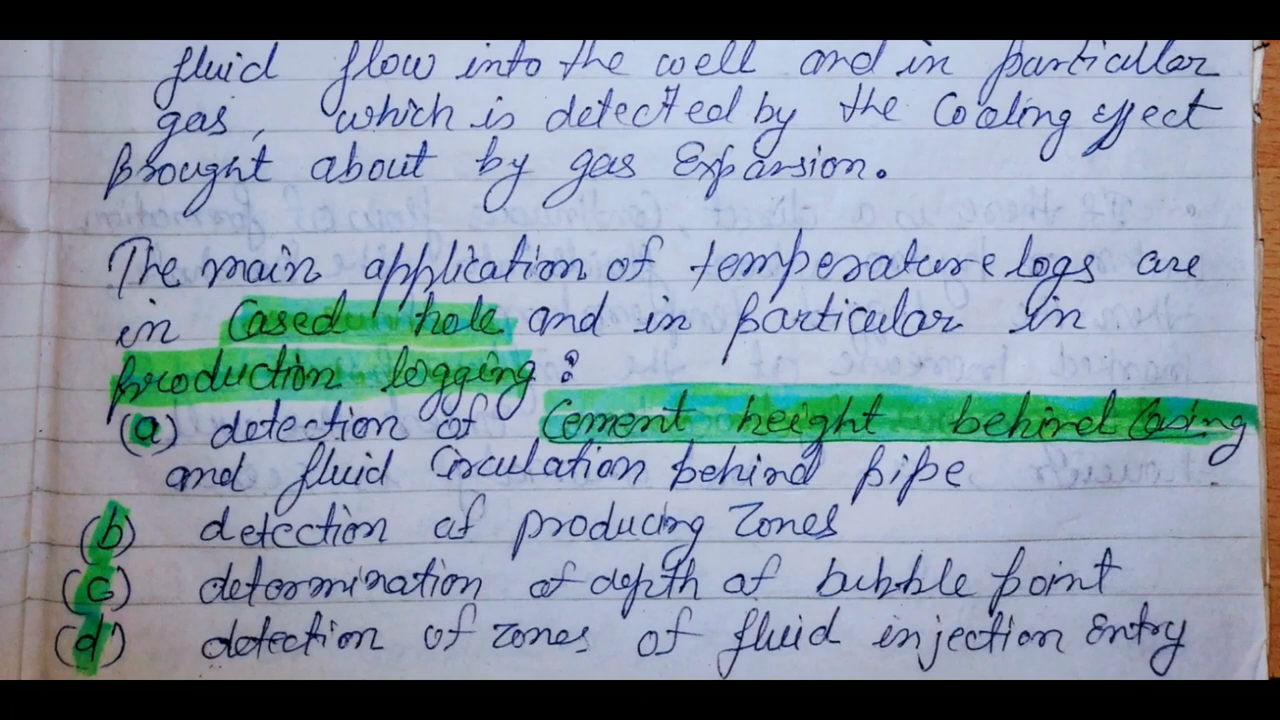 fluid flow into the well and in particular
gas, which is detected by the cooling effect
brought about by gas Expansion.
The main application of temperature logs are
in Cased hole and in particular in
production logging :
(a) detection of Cement height behind Casing
and fluid Circulation behind pipe
(b) detection of producing zones
(c) determination of depth of bubble point
(d) detection of zones of fluid injection Entry